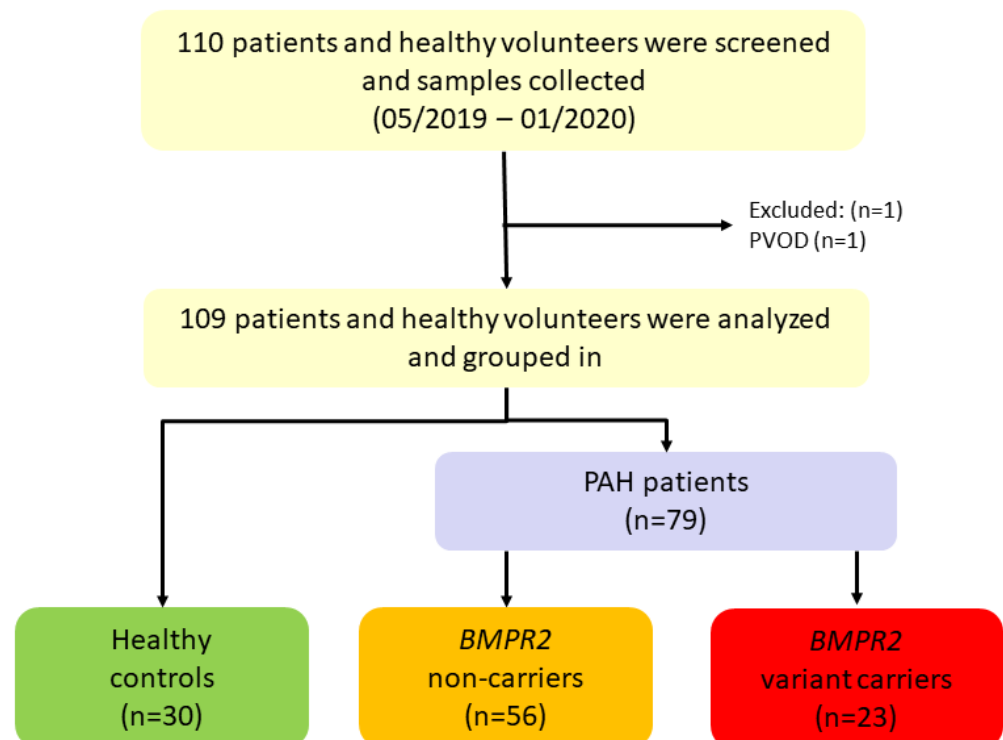 110 patients and healthy volunteers were screened
and samples collected
(05/2019 – 01/2020)
Excluded: (n=1)
PVOD (n=1)
109 patients and healthy volunteers were analyzed
and grouped in
PAH patients
(n=79)
Healthy
controls
(n=30)
BMPR2
non-carriers
(n=56)
BMPR2
variant carriers
(n=23)